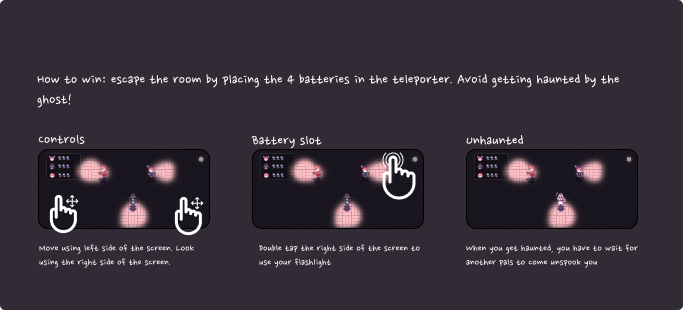 How to win: escape the room by placing the 4 batteries in the teleporter. Avoid getting haunted by the
ghost!
controls
Battery slot
unhaunted
Move using left side of the screen. Look
using the right side of the screen.
Double tap the right side of the screen to
use your flashlight
When you get haunted, you have to wait for
another pals to come unspook you